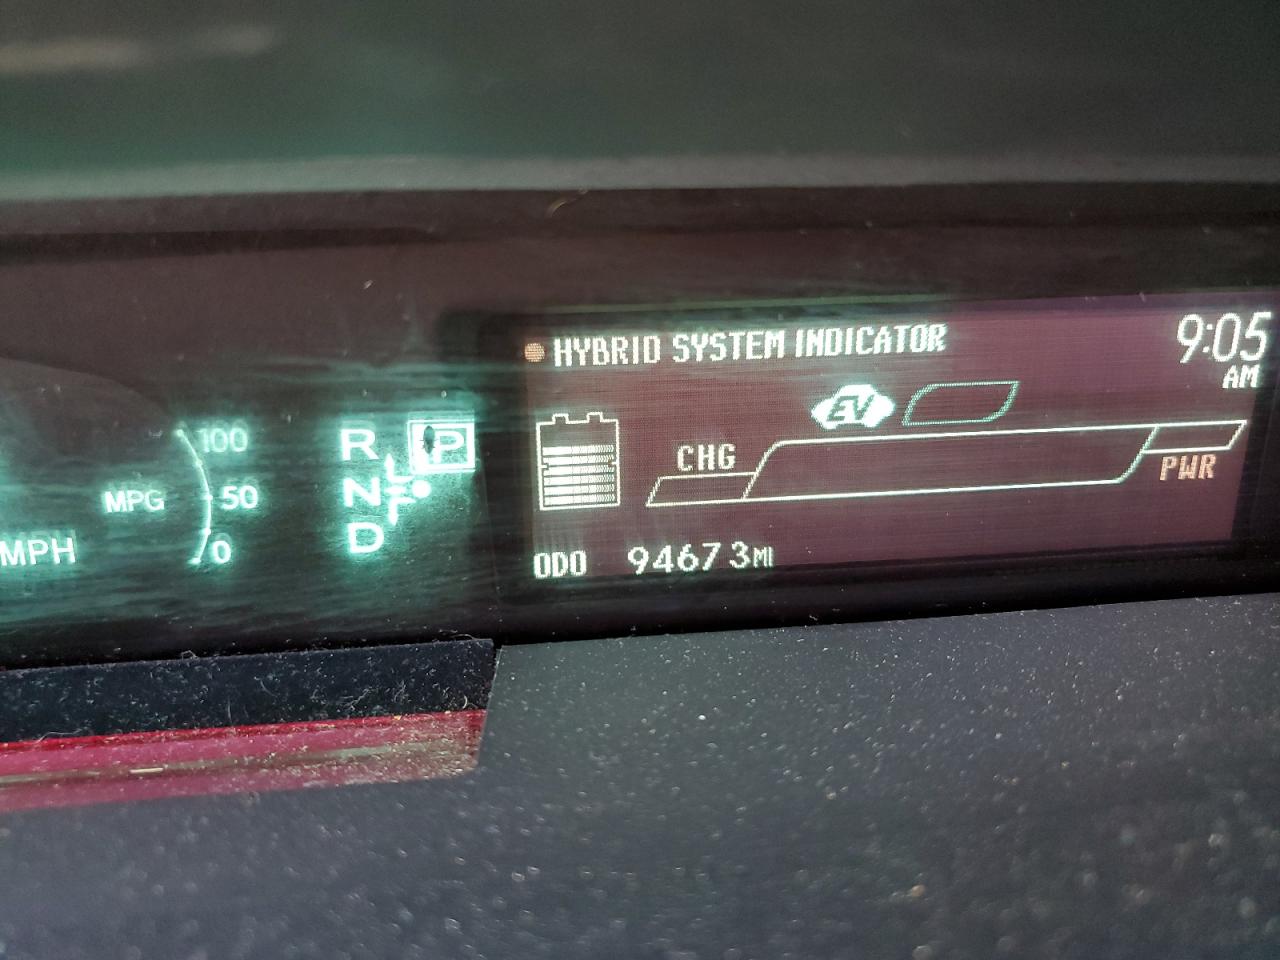 HYBRID SYSTEM INDICATOR
9:05
AM
EV
CHG
PWR
ODO 94673MI
100
MPG 50
0
MPH
R P
N
D